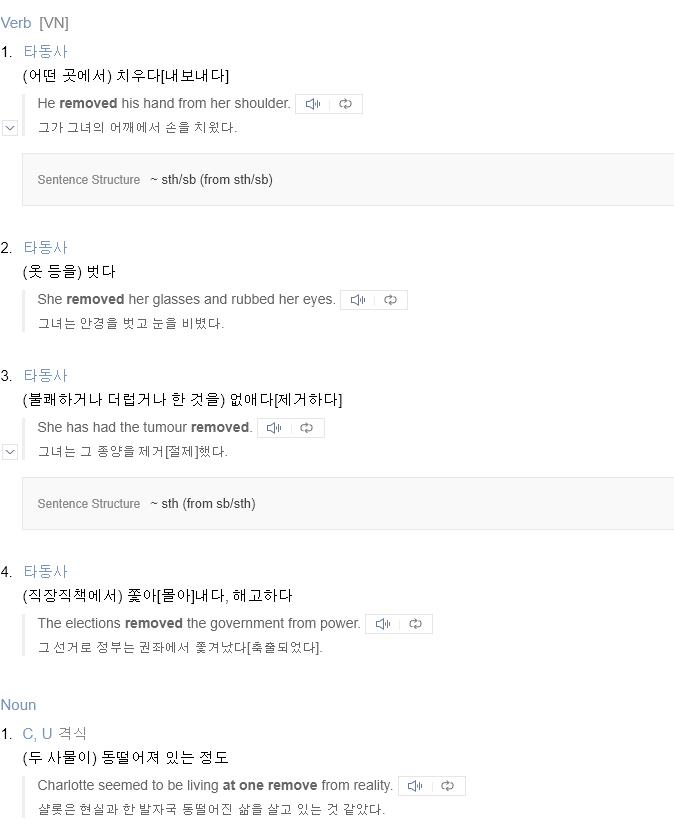 Verb [VN]
1. 타동사
(어떤 곳에서) 치우다[내보내다]
He removed his hand from her shoulder.
그가 그녀의 어깨에서 손을 치웠다.
Sentence Structure ~ sth/sb (from sth/sb)
2. 타동사
(옷 등을) 벗다
She removed her glasses and rubbed her eyes.
그녀는 안경을 벗고 눈을 비볐다.
3. 타동사
(불쾌하거나 더럽거나 한 것을) 없애다[제거하다]
She has had the tumour removed.
그녀는 그 종양을 제거[절제]했다.
Sentence Structure ~ sth (from sb/sth)
4. 타동사
(직장직책에서) 쫓아[몰아]내다, 해고하다
The elections removed the government from power.
그 선거로 정부는 권좌에서 쫓겨났다[축출되었다].
Noun
1. C, U 격식
(두 사물이) 동떨어져 있는 정도
Charlotte seemed to be living at one remove from reality.
샬롯은 현실과 한 발자국 동떨어진 삶을 살고 있는 것 같았다.